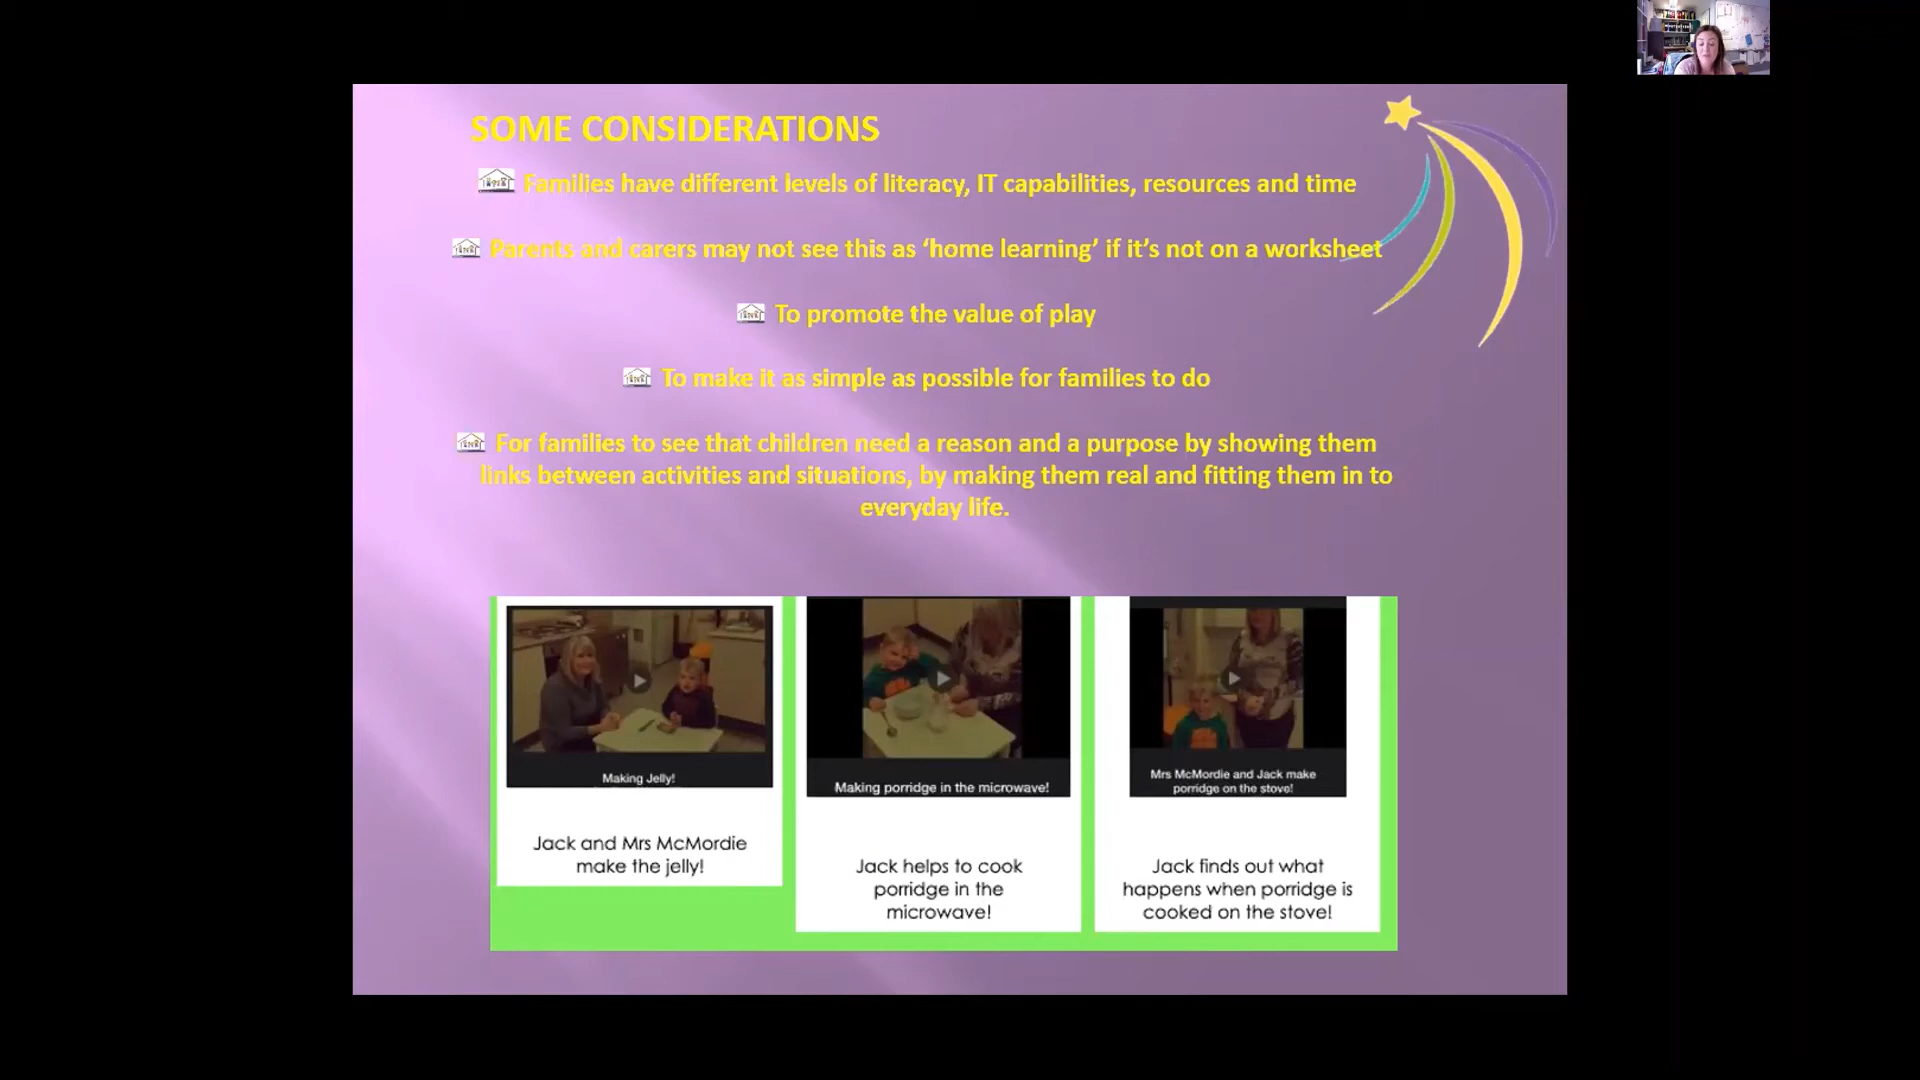 SOME CONSIDERATIONS
Families have different levels of literacy, IT capabilities, resources and time
Parents and carers may not see this as ‘home learning’ if it’s not on a worksheet
To promote the value of play
To make it as simple as possible for families to do
For families to see that children need a reason and a purpose by showing them
links between activities and situations, by making them real and fitting them in to
everyday life.
Making Jelly!
Jack and Mrs McMordie
make the jelly!
Making porridge in the microwave!
Jack helps to cook
porridge in the
microwave!
Mrs McMordie and Jack make
porridge on the stove!
Jack finds out what
happens when porridge is
cooked on the stove!